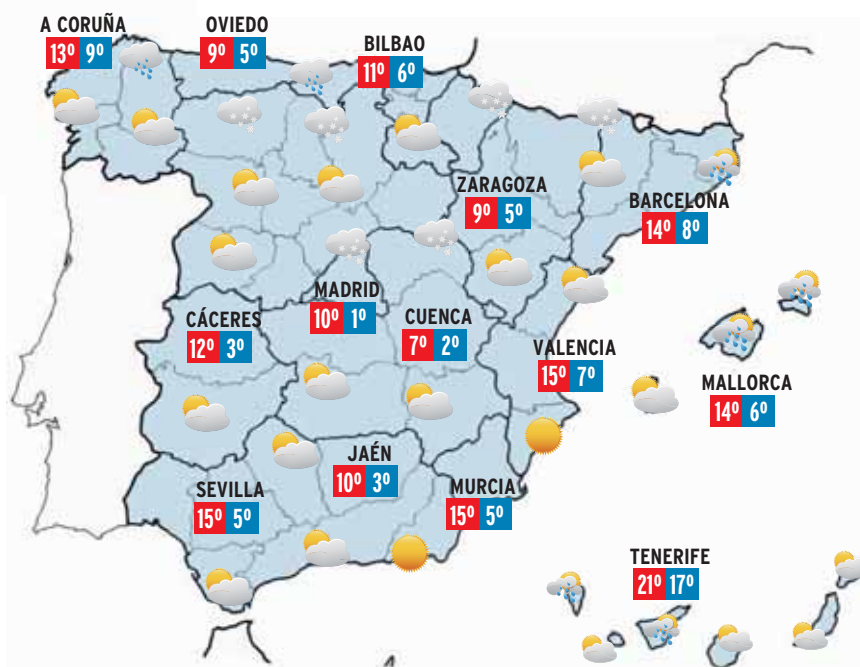 A CORUÑA
13º 9º
OVIEDO
9º 5º
BILBAO
11º 6º
ZARAGOZA
9º 5º
BARCELONA
14º 8º
MADRID
10º 1º
CÁCERES
12º 3º
CUENCA
7º 2º
VALENCIA
15º 7º
MALLORCA
14º 6º
JAÉN
10º 3º
SEVILLA
15º 5º
MURCIA
15º 5º
TENERIFE
21º 17º